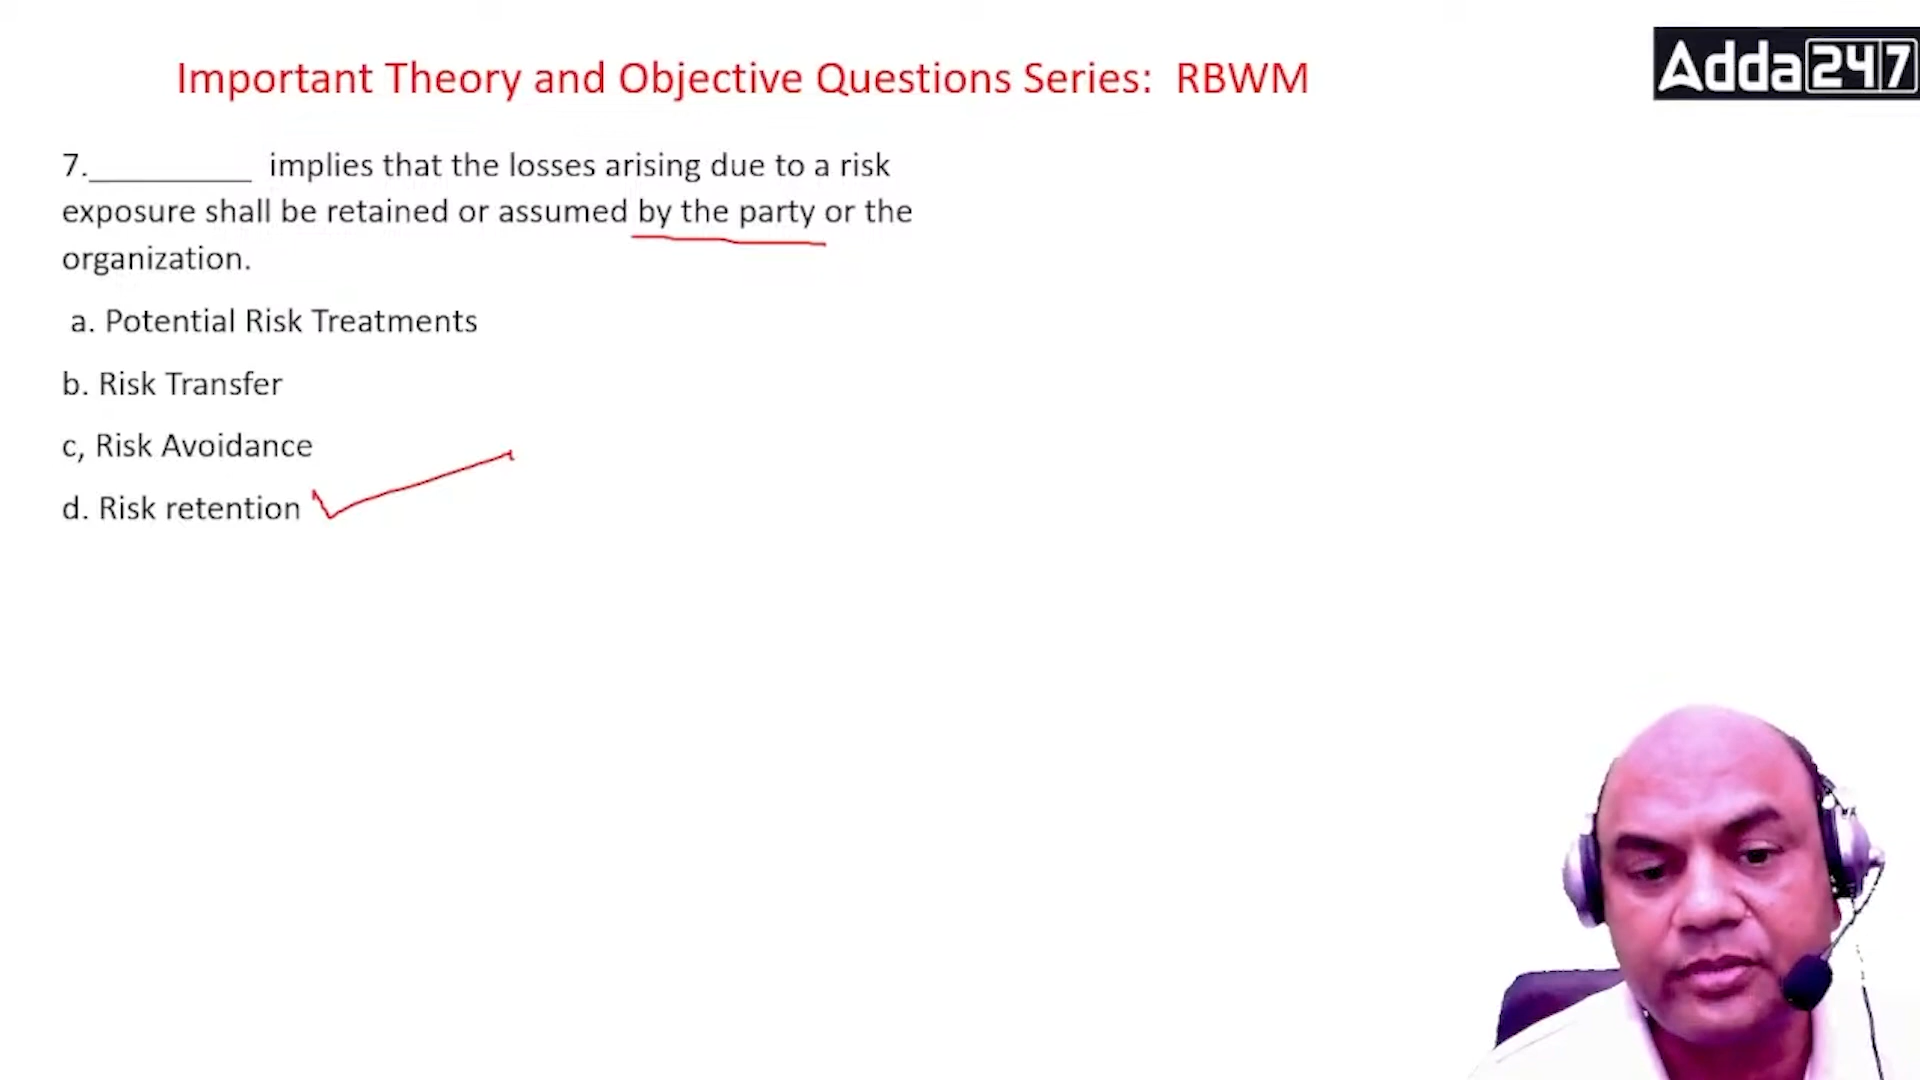 Important Theory and Objective Questions Series: RBWM
Adda247
7.__________ implies that the losses arising due to a risk
exposure shall be retained or assumed by the party or the
organization.
a. Potential Risk Treatments
b. Risk Transfer
c, Risk Avoidance
d. Risk retention